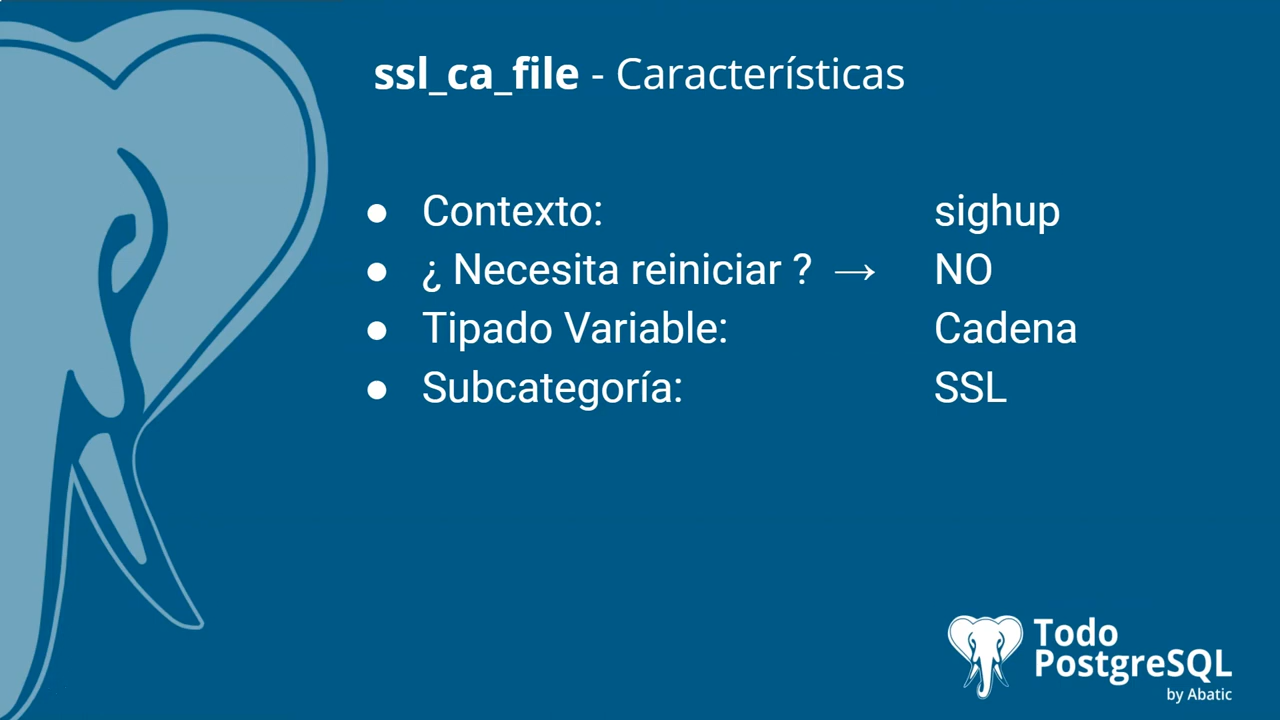 ssl_ca_file - Características
● Contexto: sighup
● ¿ Necesita reiniciar ? → NO
● Tipado Variable: Cadena
● Subcategoría: SSL
Todo
PostgreSQL
by Abatic